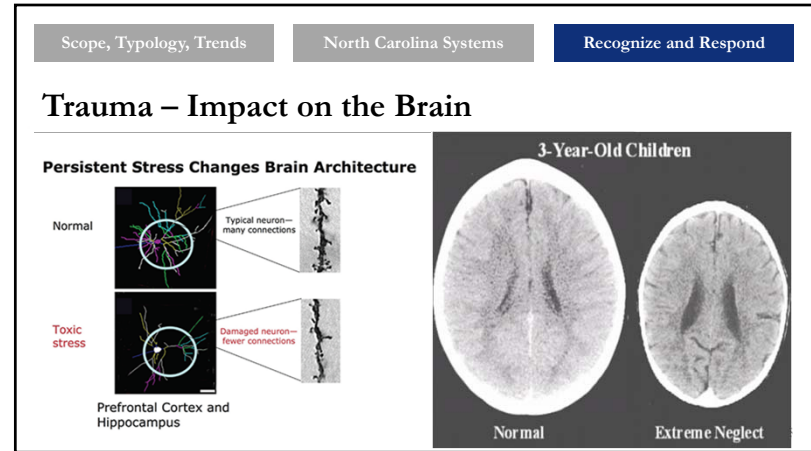 Scope, Typology, Trends
North Carolina Systems
Recognize and Respond
Trauma – Impact on the Brain
Persistent Stress Changes Brain Architecture
Normal
Typical neuron—
many connections
Toxic
stress
Damaged neuron—
fewer connections
Prefrontal Cortex and
Hippocampus
3-Year-Old Children
Normal
Extreme Neglect